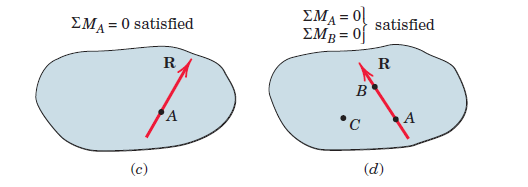 ΣM_A = 0 satisfied
R
A
(c)
ΣM_A = 0
ΣM_B = 0
} satisfied
R
B
A
C
(d)